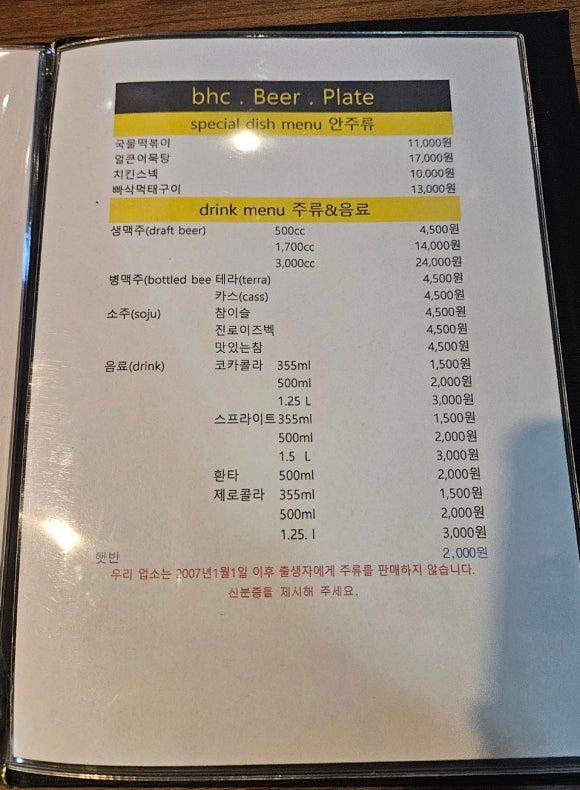 bhc . Beer . Plate
special dish menu 안주류
국물떡볶이 11,000원
얼큰어묵탕 17,000원
치킨스넥 10.000원
빠삭먹태구이 13,000원
drink menu 주류&음료
생맥주(draft beer) 500cc 4,500원
1,700cc 14,000원
3,000cc 24,000원
병맥주(bottled bee 테라(terra) 4,500원
카스(cass) 4,500원
소주(soju) 참이슬 4,500원
진로이즈벡 4,500원
맛있는참 4,500원
음료(drink) 코카콜라 355ml 1,500원
500ml 2,000원
1.25 L 3,000원
스프라이트 355ml 1,500원
500ml 2,000원
1.5 L 3,000원
환타 500ml 2,000원
제로콜라 355ml 1,500원
500ml 2,000원
1.25. l 3,000원
햇반 2,000원
우리 업소는 2007년1월1일 이후 출생자에게 주류를 판매하지 않습니다.
신분증을 제시해 주세요.